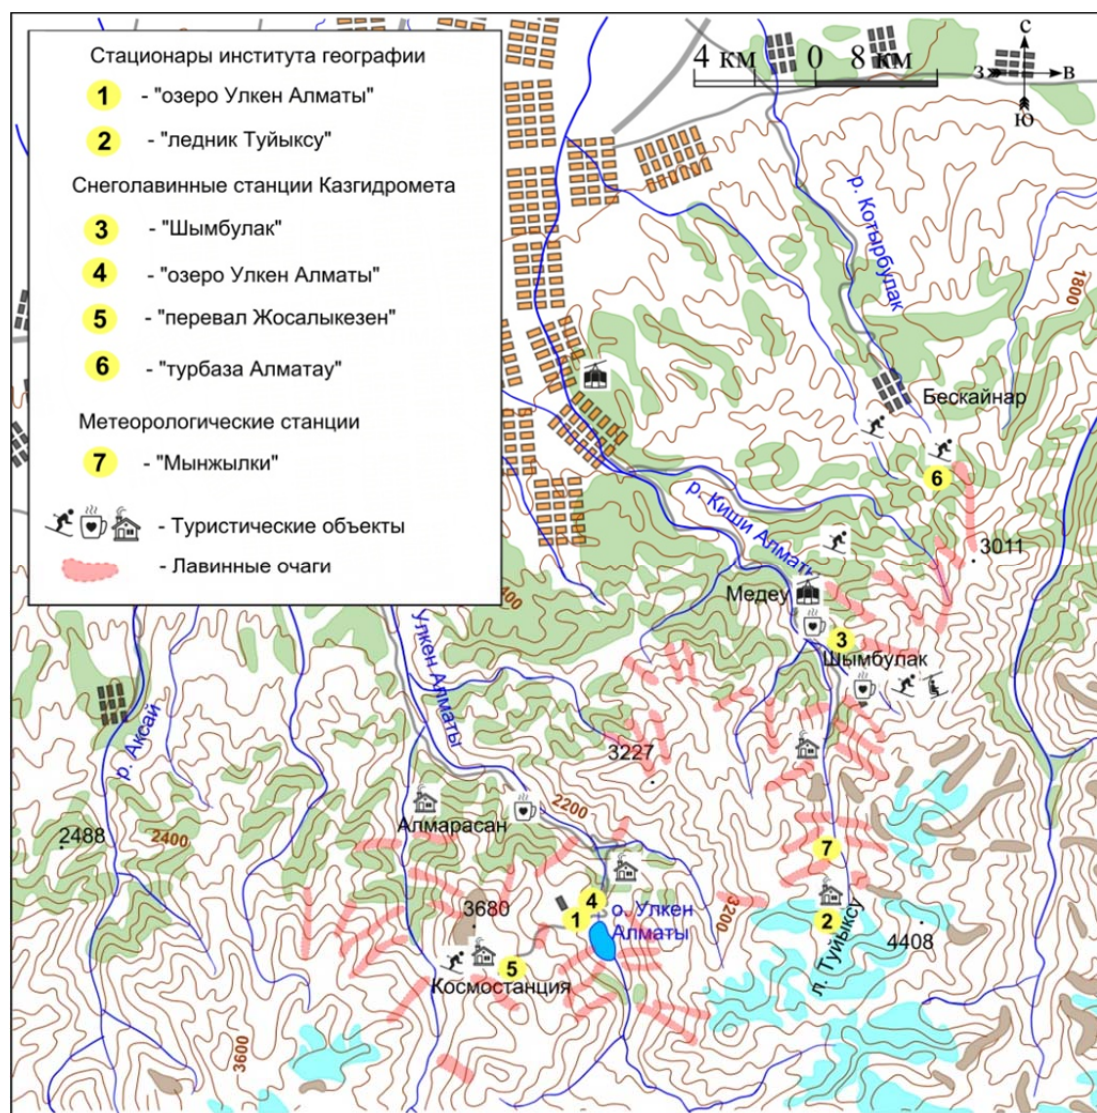 Стационары института географии
1 - "озеро Улкен Алматы"
2 - "ледник Туйыксу"
Снеголавинные станции Казгидромета
3 - "Шымбулак"
4 - "озеро Улкен Алматы"
5 - "перевал Жосалыкезен"
6 - "турбаза Алматау"
Метеорологические станции
7 - "Мынжылки"
- Туристические объекты
- Лавинные очаги
4 км 0 8 км
с
з в
ю
р. Котырбулак
1800
Бескайнар
6
р. Киши Алматы
3011
Медеу
3
Шымбулак
Улкен Алматы
р. Аксай
3227
2200
Алмарасан
2488
2400
7
3680
4
1
о. Улкен
Алматы
3200
2
л. Туйыксу
4408
5
Космостанция
3600